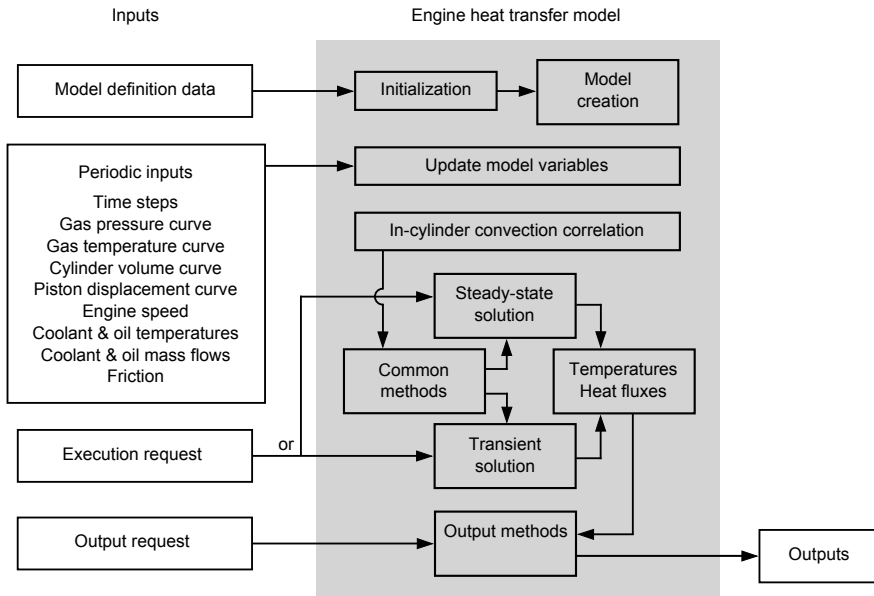 Inputs
Engine heat transfer model
Model definition data
Initialization
Model
creation
Periodic inputs
Time steps
Gas pressure curve
Gas temperature curve
Cylinder volume curve
Piston displacement curve
Engine speed
Coolant & oil temperatures
Coolant & oil mass flows
Friction
Update model variables
In-cylinder convection correlation
Steady-state
solution
Common
methods
Temperatures
Heat fluxes
Execution request
or
Transient
solution
Output request
Output methods
Outputs